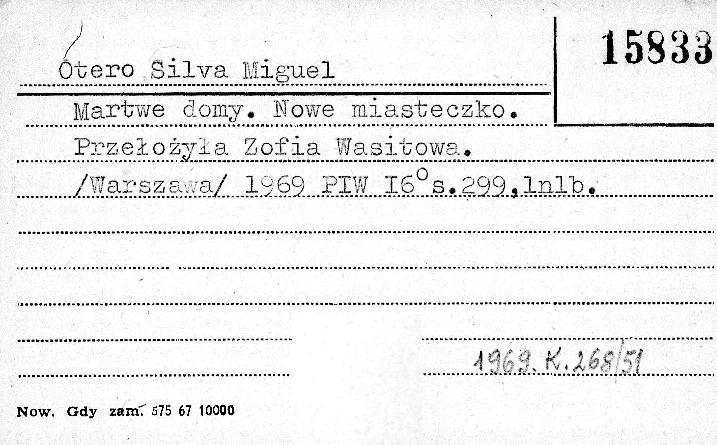 15833
Otero Silva Miguel
Martwe domy. Nowe miasteczko.
Przełożyła Zofia Wasitowa.
/Warszawa/ 1969 PIW I6° s.299,1nlb.
1969. K. 268/51
Now. Gdy zam. 575 67 10000